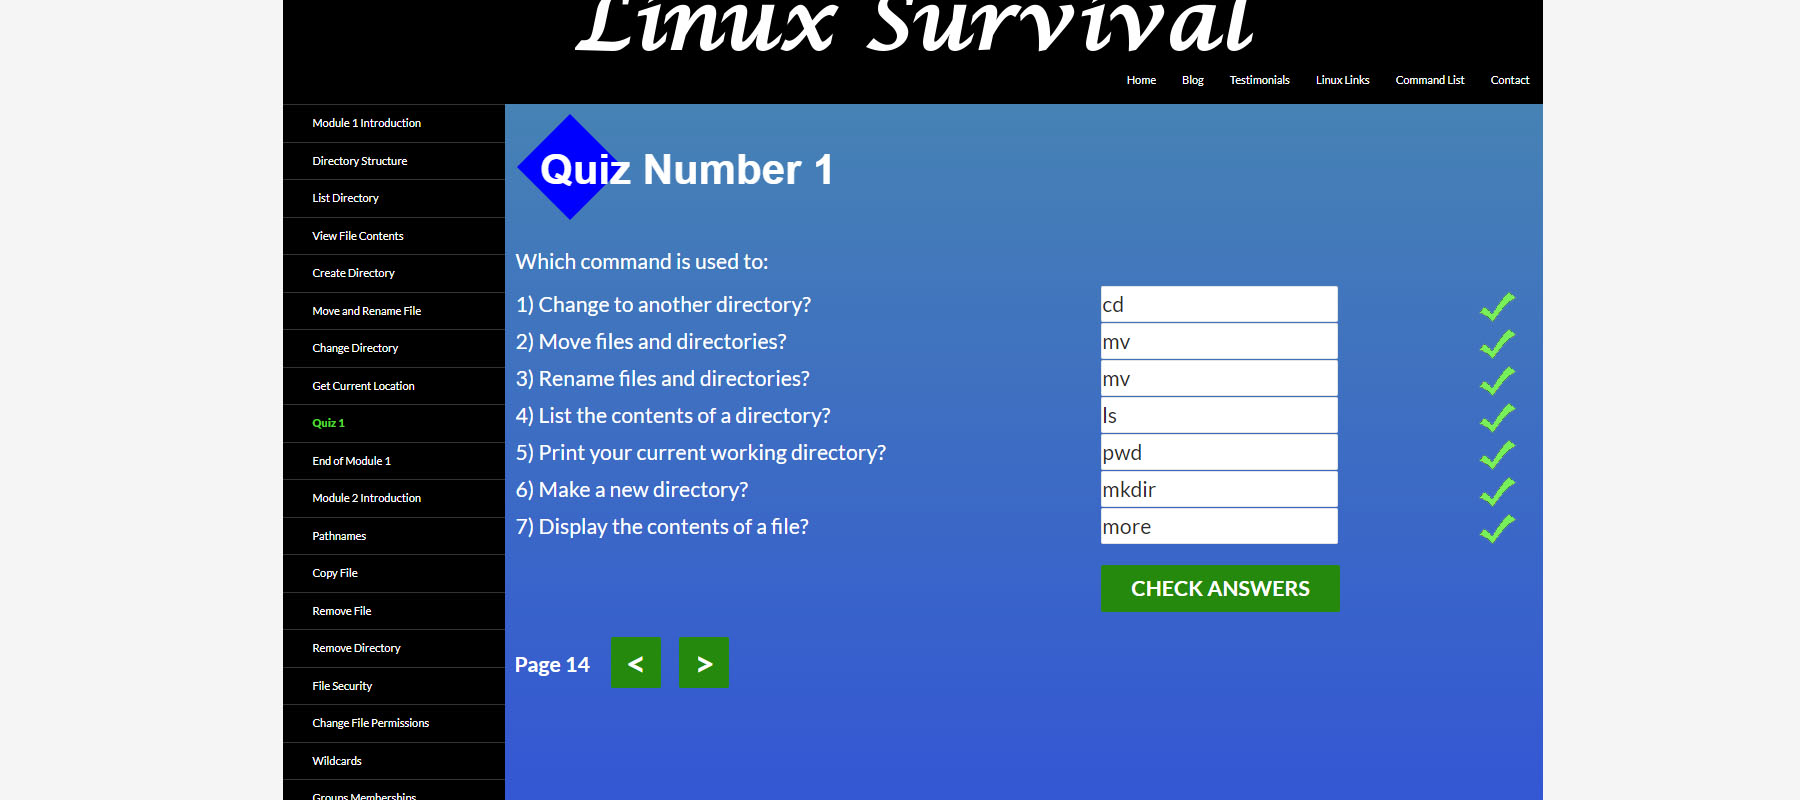 Linux Survival
Home Blog Testimonials Linux Links Command List Contact
Module 1 Introduction
Directory Structure
List Directory
View File Contents
Create Directory
Move and Rename File
Change Directory
Get Current Location
Quiz 1
End of Module 1
Module 2 Introduction
Pathnames
Copy File
Remove File
Remove Directory
File Security
Change File Permissions
Wildcards
Groups Memberships
Quiz Number 1
Which command is used to:
1) Change to another directory? cd
2) Move files and directories? mv
3) Rename files and directories? mv
4) List the contents of a directory? ls
5) Print your current working directory? pwd
6) Make a new directory? mkdir
7) Display the contents of a file? more
CHECK ANSWERS
Page 14 < >